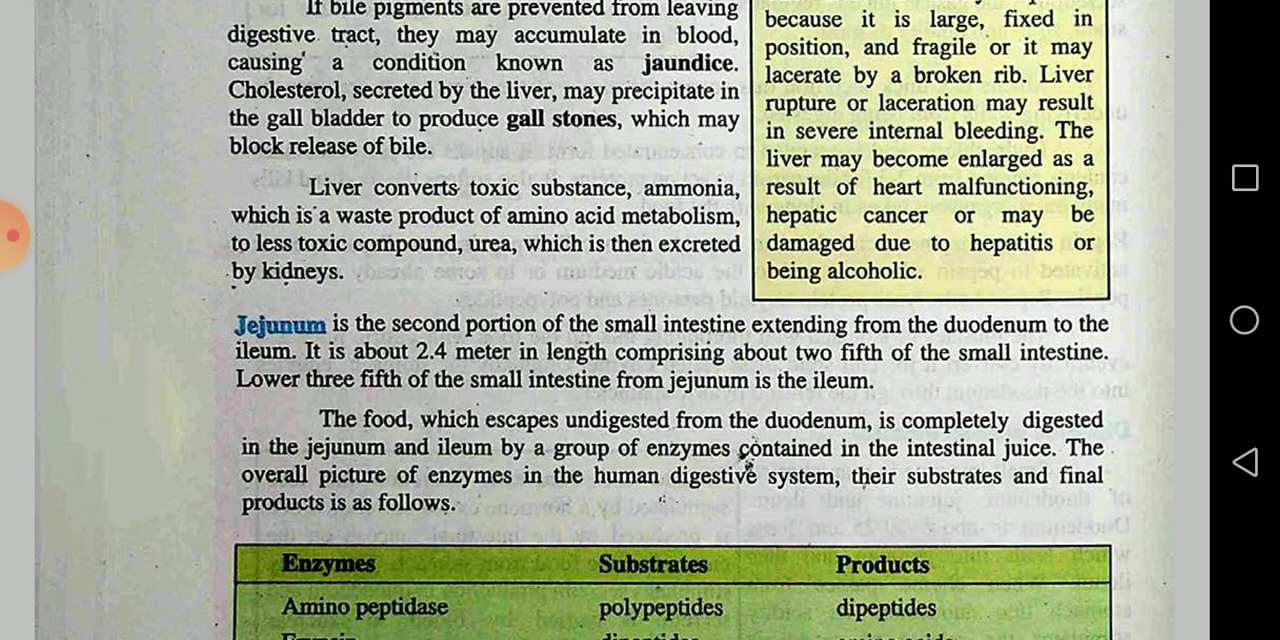 If bile pigments are prevented from leaving
digestive tract, they may accumulate in blood,
causing a condition known as jaundice.
Cholesterol, secreted by the liver, may precipitate in
the gall bladder to produce gall stones, which may
block release of bile.
Liver converts toxic substance, ammonia,
which is a waste product of amino acid metabolism,
to less toxic compound, urea, which is then excreted
by kidneys.
because it is large, fixed in
position, and fragile or it may
lacerate by a broken rib. Liver
rupture or laceration may result
in severe internal bleeding. The
liver may become enlarged as a
result of heart malfunctioning,
hepatic cancer or may be
damaged due to hepatitis or
being alcoholic.
Jejunum is the second portion of the small intestine extending from the duodenum to the
ileum. It is about 2.4 meter in length comprising about two fifth of the small intestine.
Lower three fifth of the small intestine from jejunum is the ileum.
The food, which escapes undigested from the duodenum, is completely digested
in the jejunum and ileum by a group of enzymes contained in the intestinal juice. The
overall picture of enzymes in the human digestive system, their substrates and final
products is as follows.
Enzymes Substrates Products
Amino peptidase polypeptides dipeptides